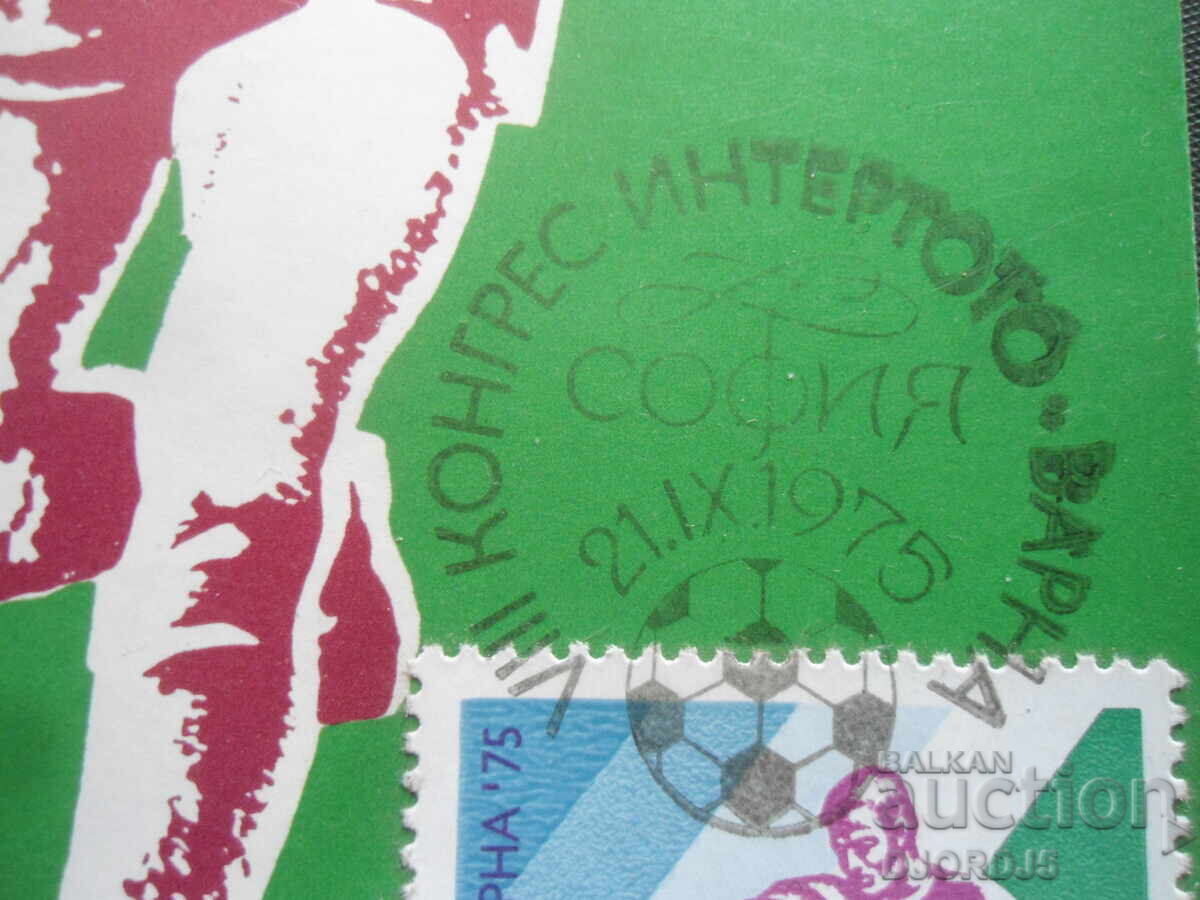 VIII КОНГРЕС ИНТЕРТОТО • ВАРНА
СОФИЯ
21.IX.1975
РНА '75
BALKAN
auction
DJORDJ5